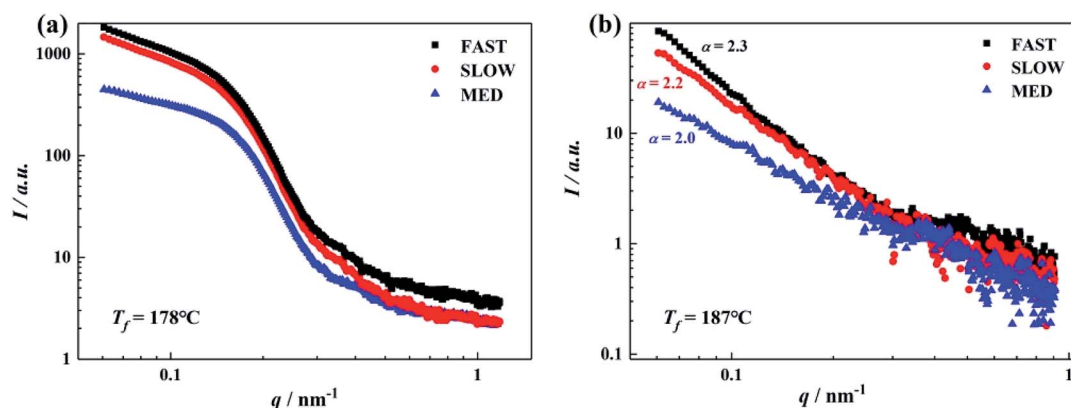 (a)
1000
100
10
1
I / a.u.
FAST
SLOW
MED
T_f = 178°C
0.1
1
q / nm⁻¹
(b)
10
1
0.1
I / a.u.
α = 2.3
α = 2.2
α = 2.0
FAST
SLOW
MED
T_f = 187°C
0.1
1
q / nm⁻¹